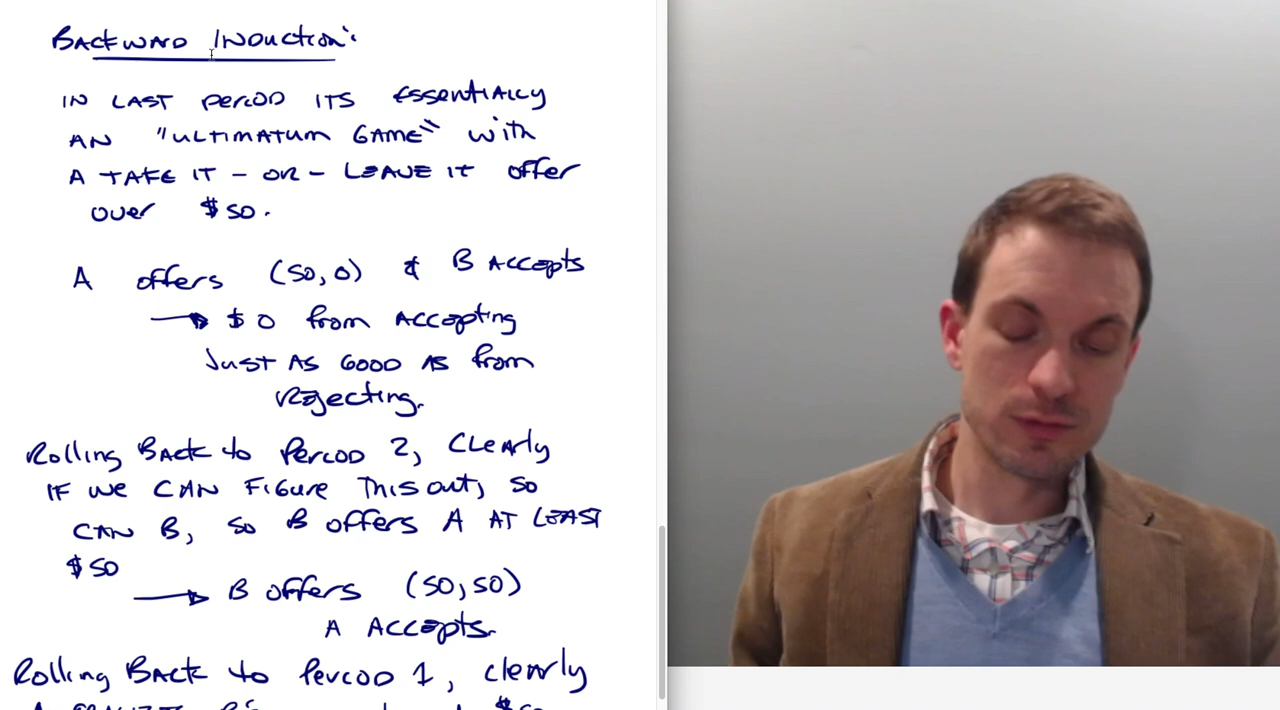 BACKWARD INDUCTION:
IN LAST PERIOD ITS ESSENTIALLY
AN "ULTIMATUM GAME" WITH
A TAKE IT - OR - LEAVE IT OFFER
OVER $50.
A OFFERS (50,0) & B ACCEPTS
→ $0 FROM ACCEPTING
JUST AS GOOD AS FROM
REJECTING.
ROLLING BACK TO PERIOD 2, CLEARLY
IF WE CAN FIGURE THIS OUT, SO
CAN B, SO B OFFERS A AT LEAST
$50
→ B OFFERS (50,50)
A ACCEPTS.
ROLLING BACK TO PERIOD 1, CLEARLY